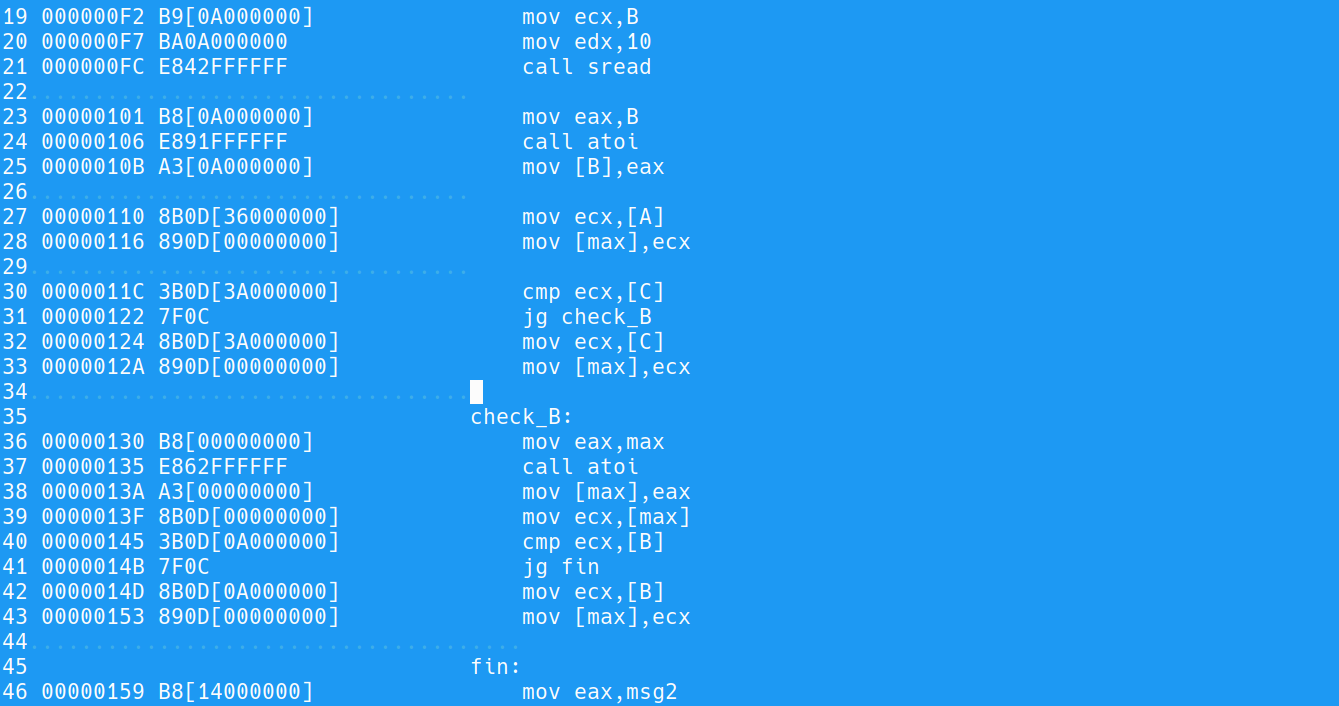 19 000000F2 B9[0A000000]                mov ecx,B
20 000000F7 BA0A000000                  mov edx,10
21 000000FC E842FFFFFF                  call sread
22
23 00000101 B8[0A000000]                mov eax,B
24 00000106 E891FFFFFF                  call atoi
25 0000010B A3[0A000000]                mov [B],eax
26
27 00000110 8B0D[36000000]              mov ecx,[A]
28 00000116 890D[00000000]              mov [max],ecx
29
30 0000011C 3B0D[3A000000]              cmp ecx,[C]
31 00000122 7F0C                        jg check_B
32 00000124 8B0D[3A000000]              mov ecx,[C]
33 0000012A 890D[00000000]              mov [max],ecx
34
35                                  check_B:
36 00000130 B8[00000000]                mov eax,max
37 00000135 E862FFFFFF                  call atoi
38 0000013A A3[00000000]                mov [max],eax
39 0000013F 8B0D[00000000]              mov ecx,[max]
40 00000145 3B0D[0A000000]              cmp ecx,[B]
41 0000014B 7F0C                        jg fin
42 0000014D 8B0D[0A000000]              mov ecx,[B]
43 00000153 890D[00000000]              mov [max],ecx
44
45                                  fin:
46 00000159 B8[14000000]                mov eax,msg2